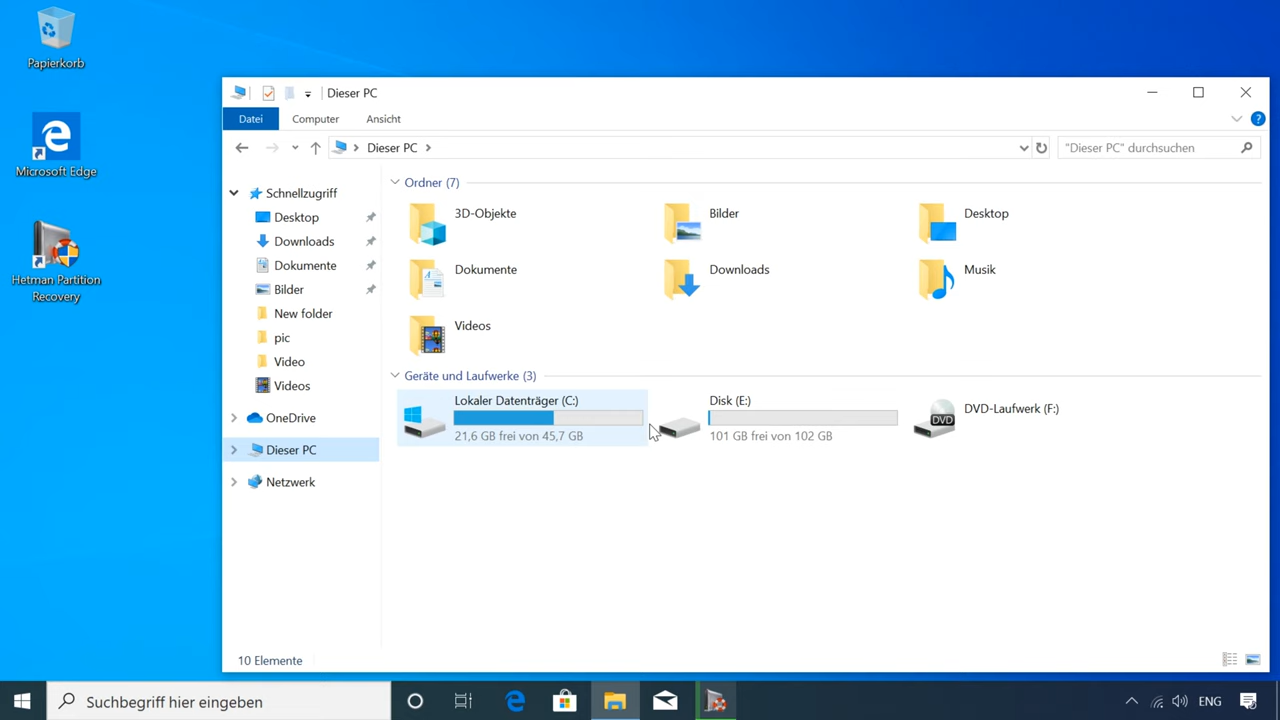 Papierkorb
Microsoft Edge
Hetman Partition
Recovery
Dieser PC
Datei
Computer
Ansicht
Dieser PC
"Dieser PC" durchsuchen
Schnellzugriff
Desktop
Downloads
Dokumente
Bilder
New folder
pic
Video
Videos
OneDrive
Dieser PC
Netzwerk
Ordner (7)
3D-Objekte
Bilder
Desktop
Dokumente
Downloads
Musik
Videos
Geräte und Laufwerke (3)
Lokaler Datenträger (C:)
21,6 GB frei von 45,7 GB
Disk (E:)
101 GB frei von 102 GB
DVD
DVD-Laufwerk (F:)
10 Elemente
Suchbegriff hier eingeben
ENG